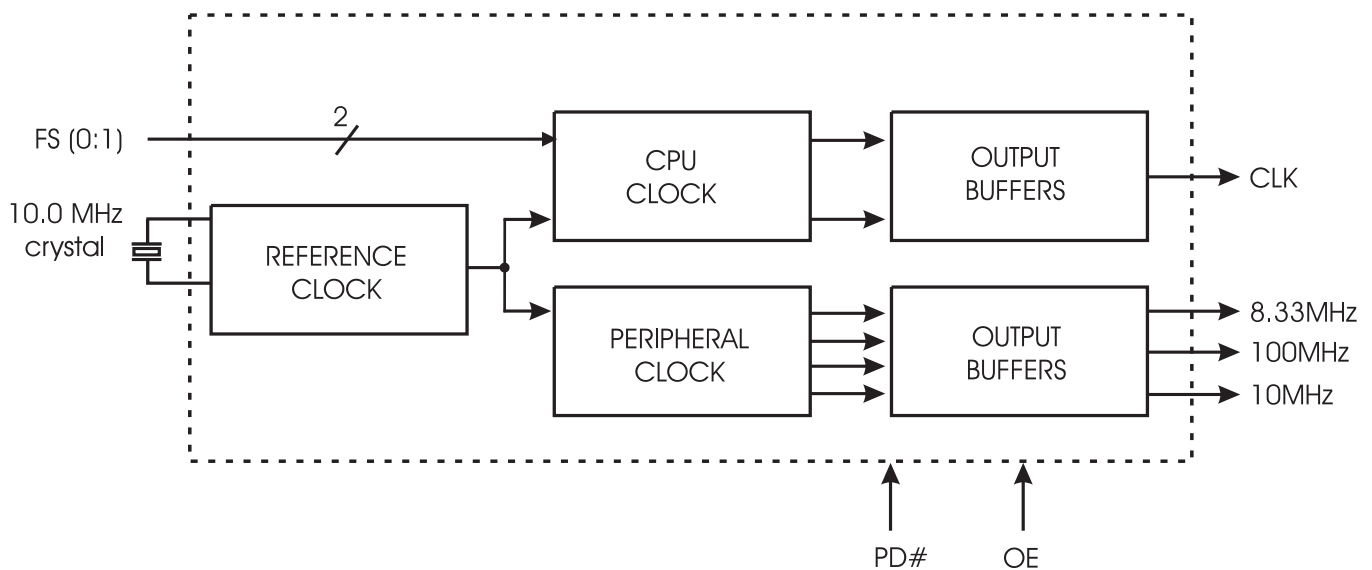 2
FS (0:1)
CPU
CLOCK
OUTPUT
BUFFERS
CLK
10.0 MHz
crystal
REFERENCE
CLOCK
PERIPHERAL
CLOCK
OUTPUT
BUFFERS
8.33MHz
100MHz
10MHz
PD#
OE